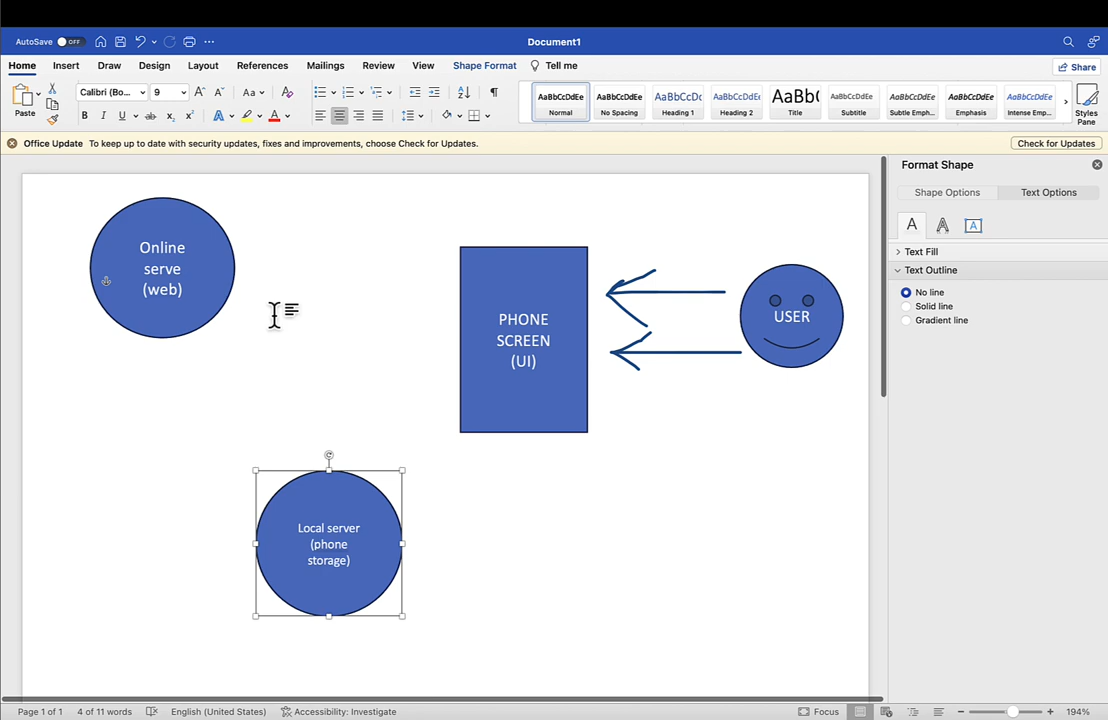 AutoSave OFF
Document1
Home Insert Draw Design Layout References Mailings Review View Shape Format Tell me
Share
Paste
Calibri (Bo... 9
Aa
B I U ab x₂ x² A A
AaBbCcDdEe
Normal
AaBbCcDdEe
No Spacing
AaBbCcDc
Heading 1
AaBbCcDdEe
Heading 2
AaBb(
Title
AaBbCcDdEe
Subtitle
AaBbCcDdEe
Subtle Emph...
AaBbCcDdEe
Emphasis
AaBbCcDdEe
Intense Emp...
Styles
Pane
Office Update To keep up to date with security updates, fixes and improvements, choose Check for Updates.
Check for Updates
Online
serve
(web)
PHONE
SCREEN
(UI)
USER
Local server
(phone
storage)
Format Shape
Shape Options Text Options
Text Fill
Text Outline
No line
Solid line
Gradient line
Page 1 of 1 4 of 11 words English (United States) Accessibility: Investigate
Focus
194%